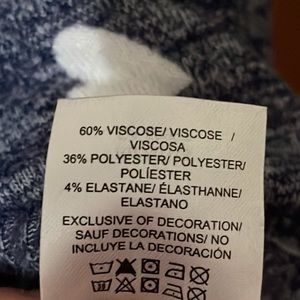 60% VISCOSE/ VISCOSE /
VISCOSA
36% POLYESTER/ POLYESTER/
POLÍESTER
4% ELASTANE/ ÉLASTHANNE/
ELASTANO
EXCLUSIVE OF DECORATION/
SAUF DECORATIONS/ NO
INCLUYE LA DECORACIÓN